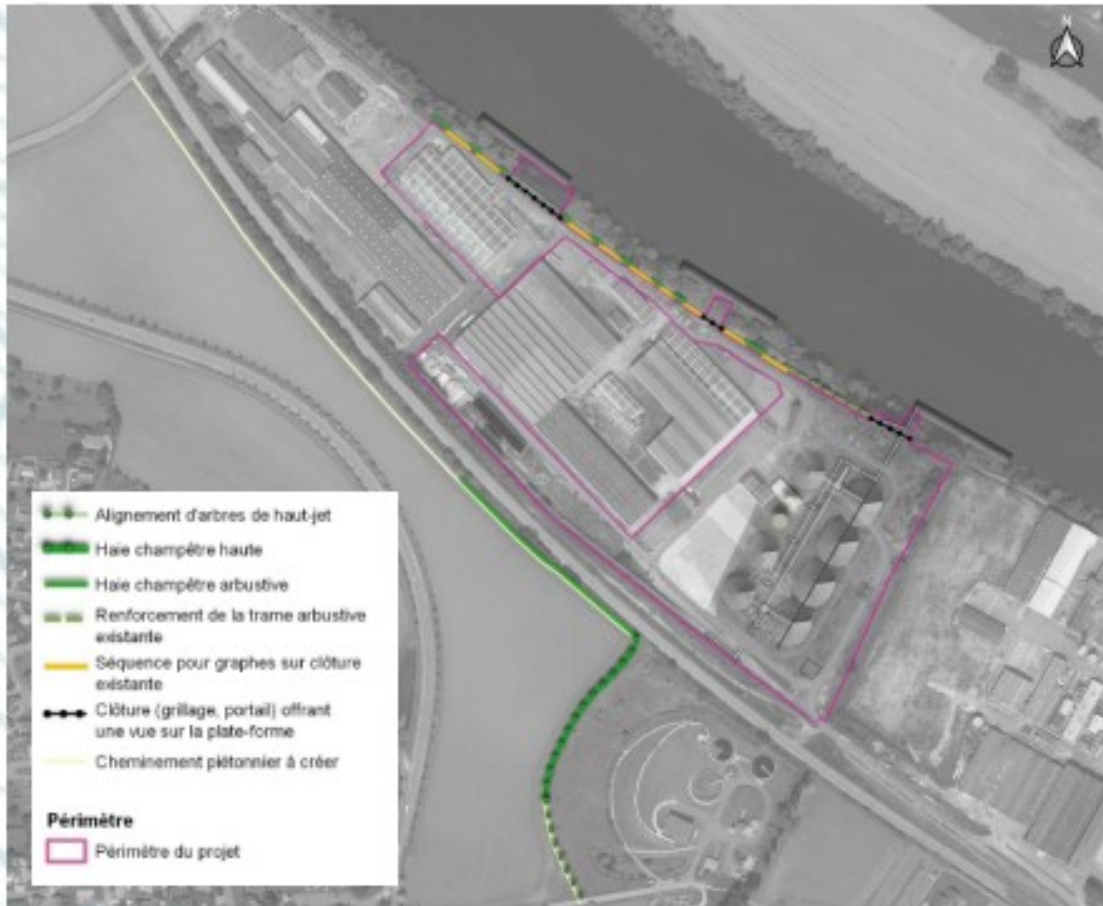 N
Alignement d'arbres de haut-jet
Haie champêtre haute
Haie champêtre arbustive
Renforcement de la trame arbustive
existante
Séquence pour graphes sur clôture
existante
Clôture (grillage, portail) offrant
une vue sur la plate-forme
Cheminement piétonnier à créer
Périmètre
Périmètre du projet